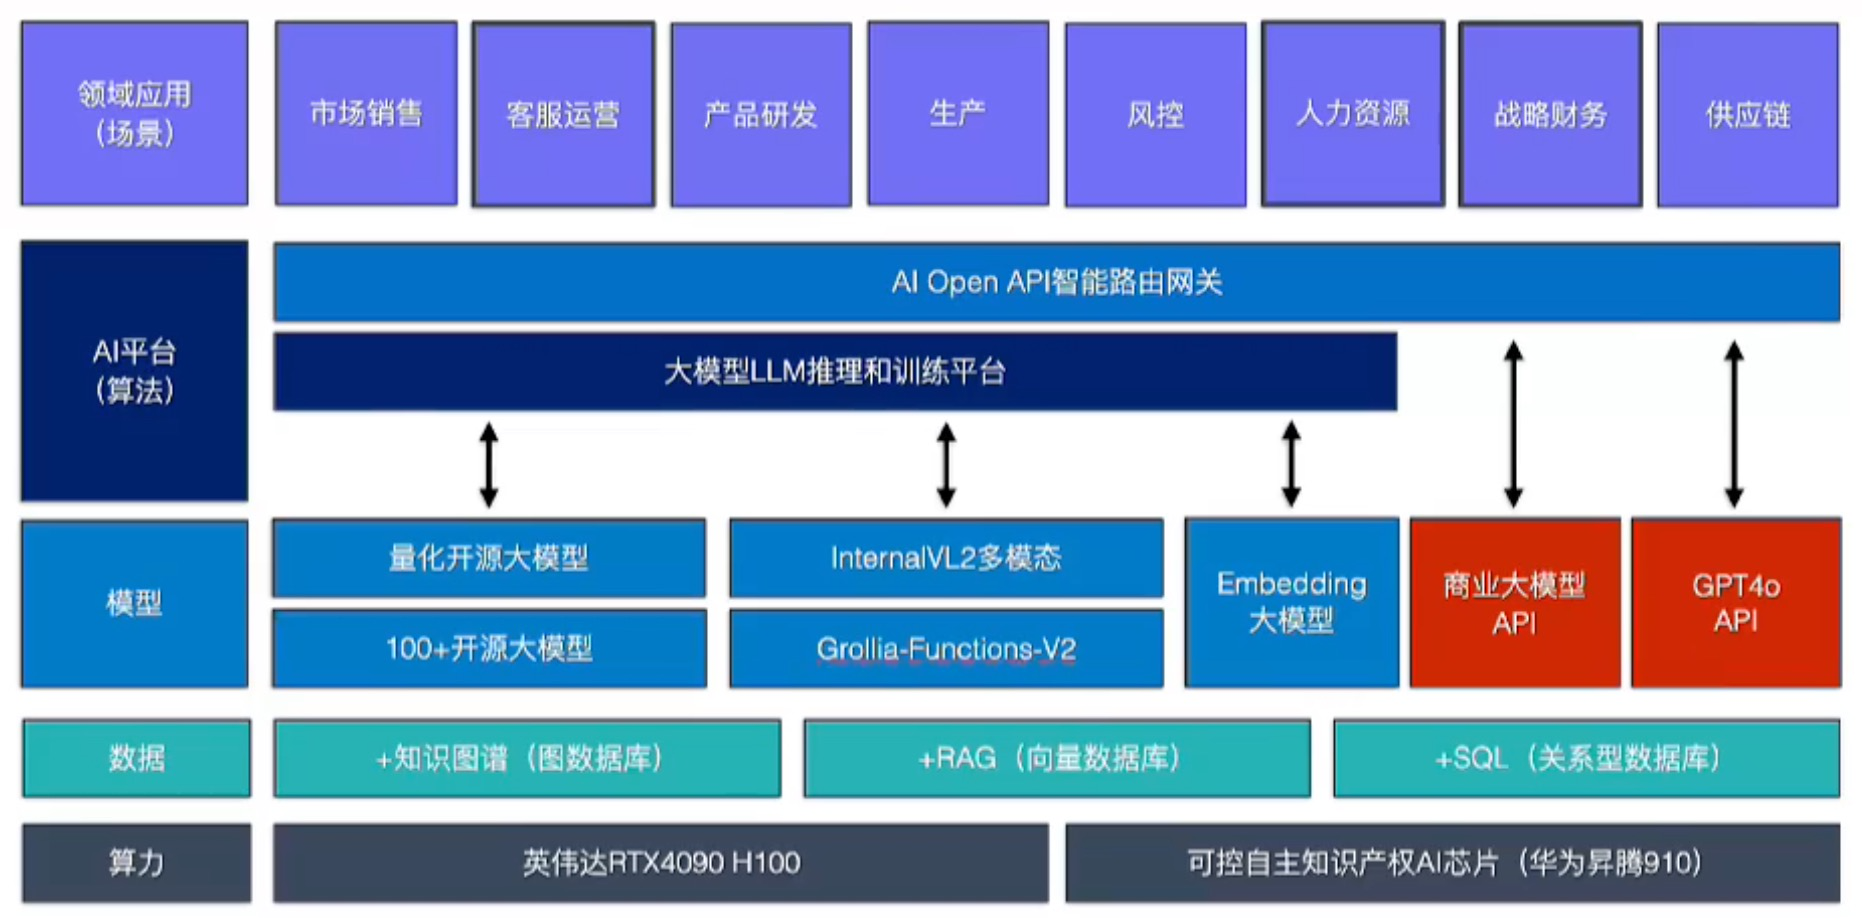 领域应用
（场景）
市场销售
客服运营
产品研发
生产
风控
人力资源
战略财务
供应链
AI平台
（算法）
AI Open API智能路由网关
大模型LLM推理和训练平台
模型
量化开源大模型
100+开源大模型
InternalVL2多模态
Grollia-Functions-V2
Embedding
大模型
商业大模型
API
GPT4o
API
数据
+知识图谱（图数据库）
+RAG（向量数据库）
+SQL（关系型数据库）
算力
英伟达RTX4090 H100
可控自主知识产权AI芯片（华为昇腾910）